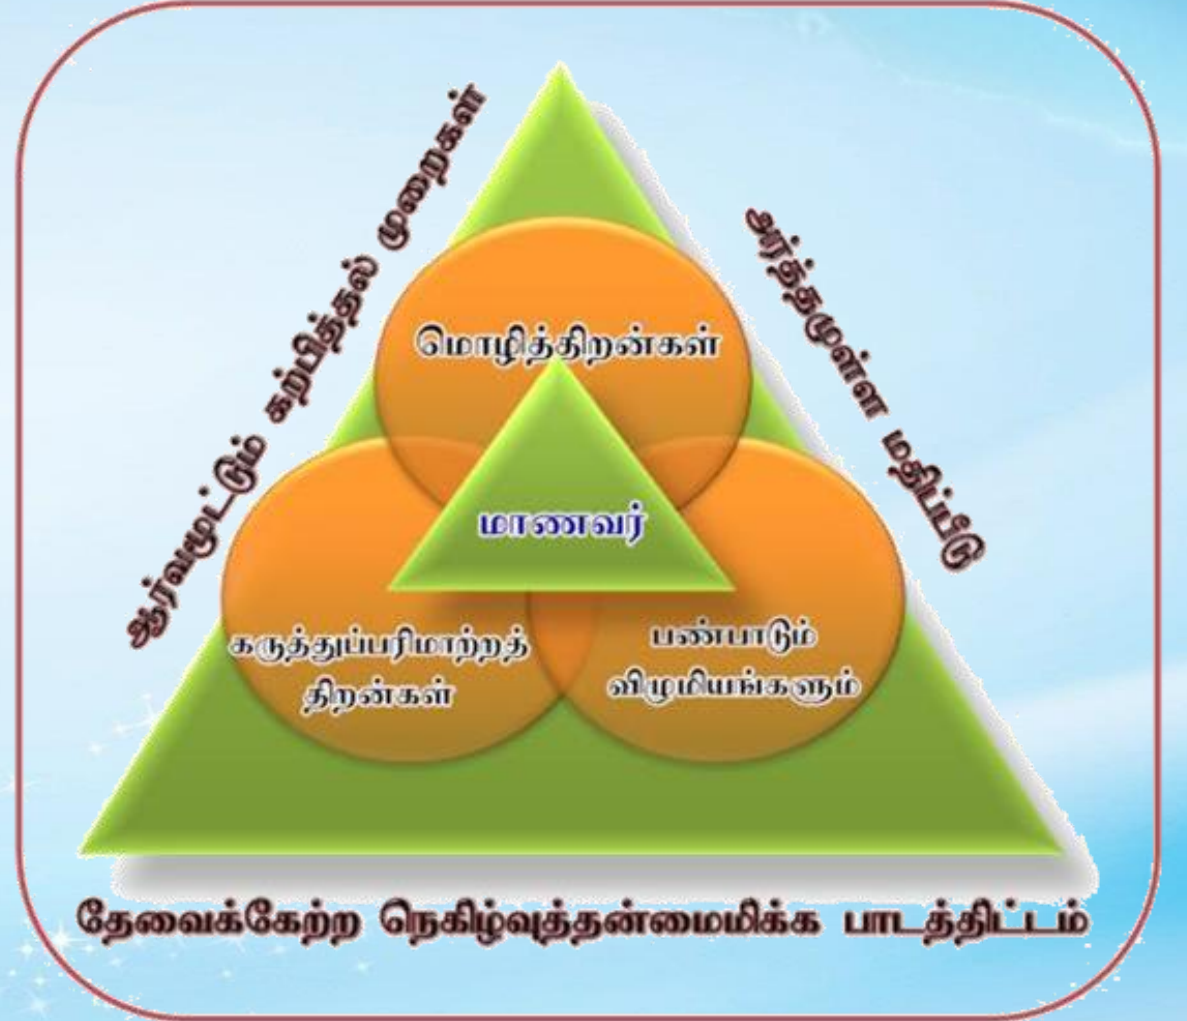 ஆர்வமூட்டும் கற்பித்தல் முறைகள்
அர்த்தமுள்ள மதிப்பீடு
மொழித்திறன்கள்
மாணவர்
கருத்துப்பரிமாற்றத்
திறன்கள்
பண்பாடும்
விழுமியங்களும்
தேவைக்கேற்ற நெகிழ்வுத்தன்மைமிக்க பாடத்திட்டம்